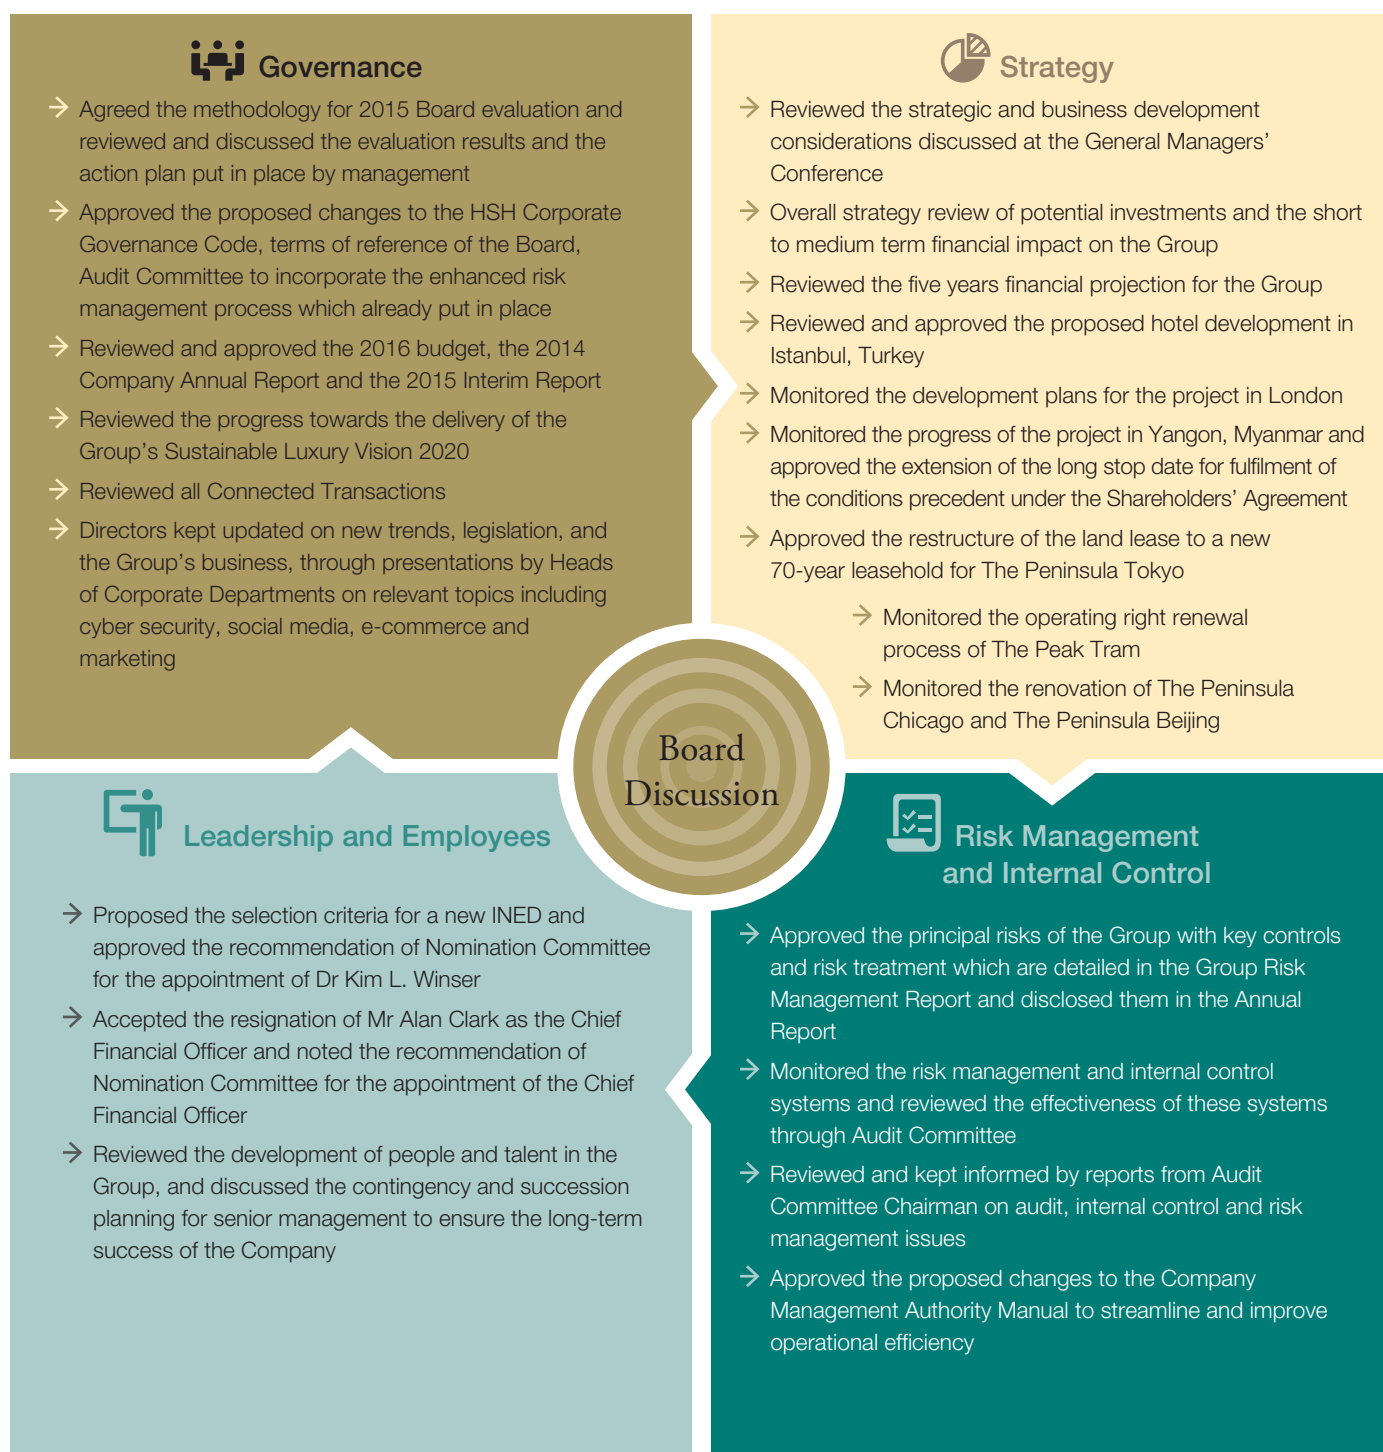 Governance
Agreed the methodology for 2015 Board evaluation and
reviewed and discussed the evaluation results and the
action plan put in place by management
Approved the proposed changes to the HSH Corporate
Governance Code, terms of reference of the Board,
Audit Committee to incorporate the enhanced risk
management process which already put in place
Reviewed and approved the 2016 budget, the 2014
Company Annual Report and the 2015 Interim Report
Reviewed the progress towards the delivery of the
Group's Sustainable Luxury Vision 2020
Reviewed all Connected Transactions
Directors kept updated on new trends, legislation, and
the Group's business, through presentations by Heads
of Corporate Departments on relevant topics including
cyber security, social media, e-commerce and
marketing
Strategy
Reviewed the strategic and business development
considerations discussed at the General Managers'
Conference
Overall strategy review of potential investments and the short
to medium term financial impact on the Group
Reviewed the five years financial projection for the Group
Reviewed and approved the proposed hotel development in
Istanbul, Turkey
Monitored the development plans for the project in London
Monitored the progress of the project in Yangon, Myanmar and
approved the extension of the long stop date for fulfilment of
the conditions precedent under the Shareholders' Agreement
Approved the restructure of the land lease to a new
70-year leasehold for The Peninsula Tokyo
Monitored the operating right renewal
process of The Peak Tram
Monitored the renovation of The Peninsula
Chicago and The Peninsula Beijing
Board
Discussion
Leadership and Employees
Proposed the selection criteria for a new INED and
approved the recommendation of Nomination Committee
for the appointment of Dr Kim L. Winser
Accepted the resignation of Mr Alan Clark as the Chief
Financial Officer and noted the recommendation of
Nomination Committee for the appointment of the Chief
Financial Officer
Reviewed the development of people and talent in the
Group, and discussed the contingency and succession
planning for senior management to ensure the long-term
success of the Company
Risk Management
and Internal Control
Approved the principal risks of the Group with key controls
and risk treatment which are detailed in the Group Risk
Management Report and disclosed them in the Annual
Report
Monitored the risk management and internal control
systems and reviewed the effectiveness of these systems
through Audit Committee
Reviewed and kept informed by reports from Audit
Committee Chairman on audit, internal control and risk
management issues
Approved the proposed changes to the Company
Management Authority Manual to streamline and improve
operational efficiency